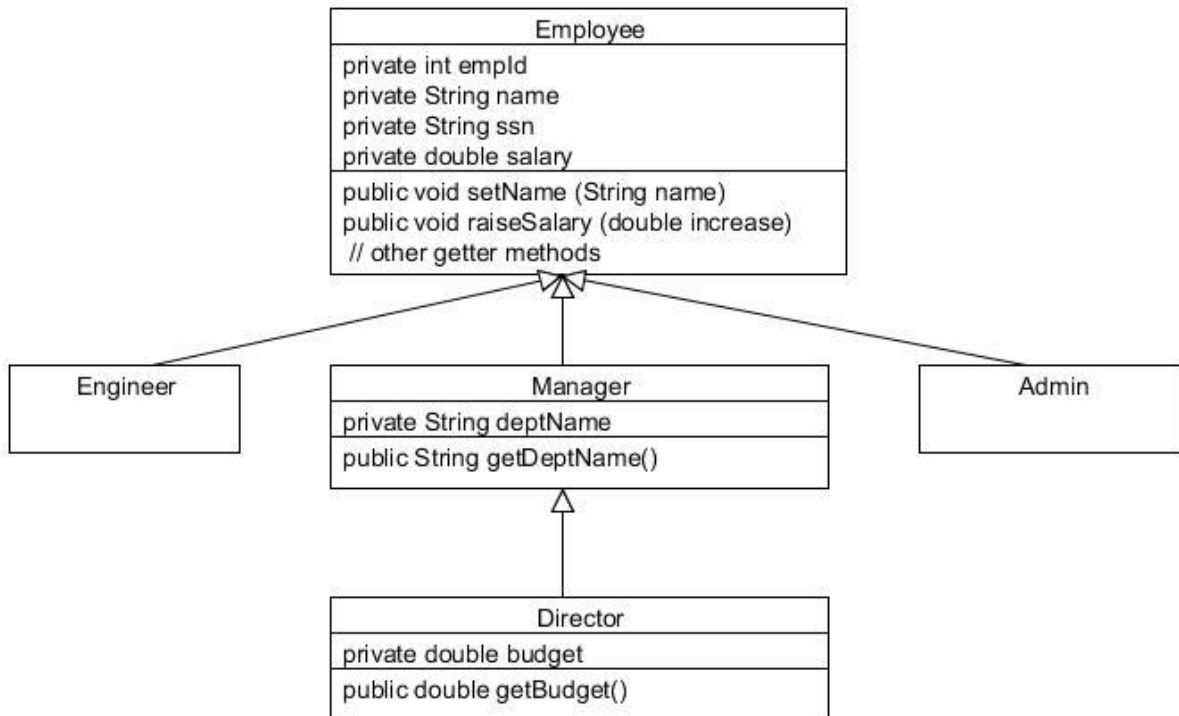 Employee
private int empId
private String name
private String ssn
private double salary
public void setName (String name)
public void raiseSalary (double increase)
// other getter methods
Engineer
Manager
private String deptName
public String getDeptName()
Admin
Director
private double budget
public double getBudget()